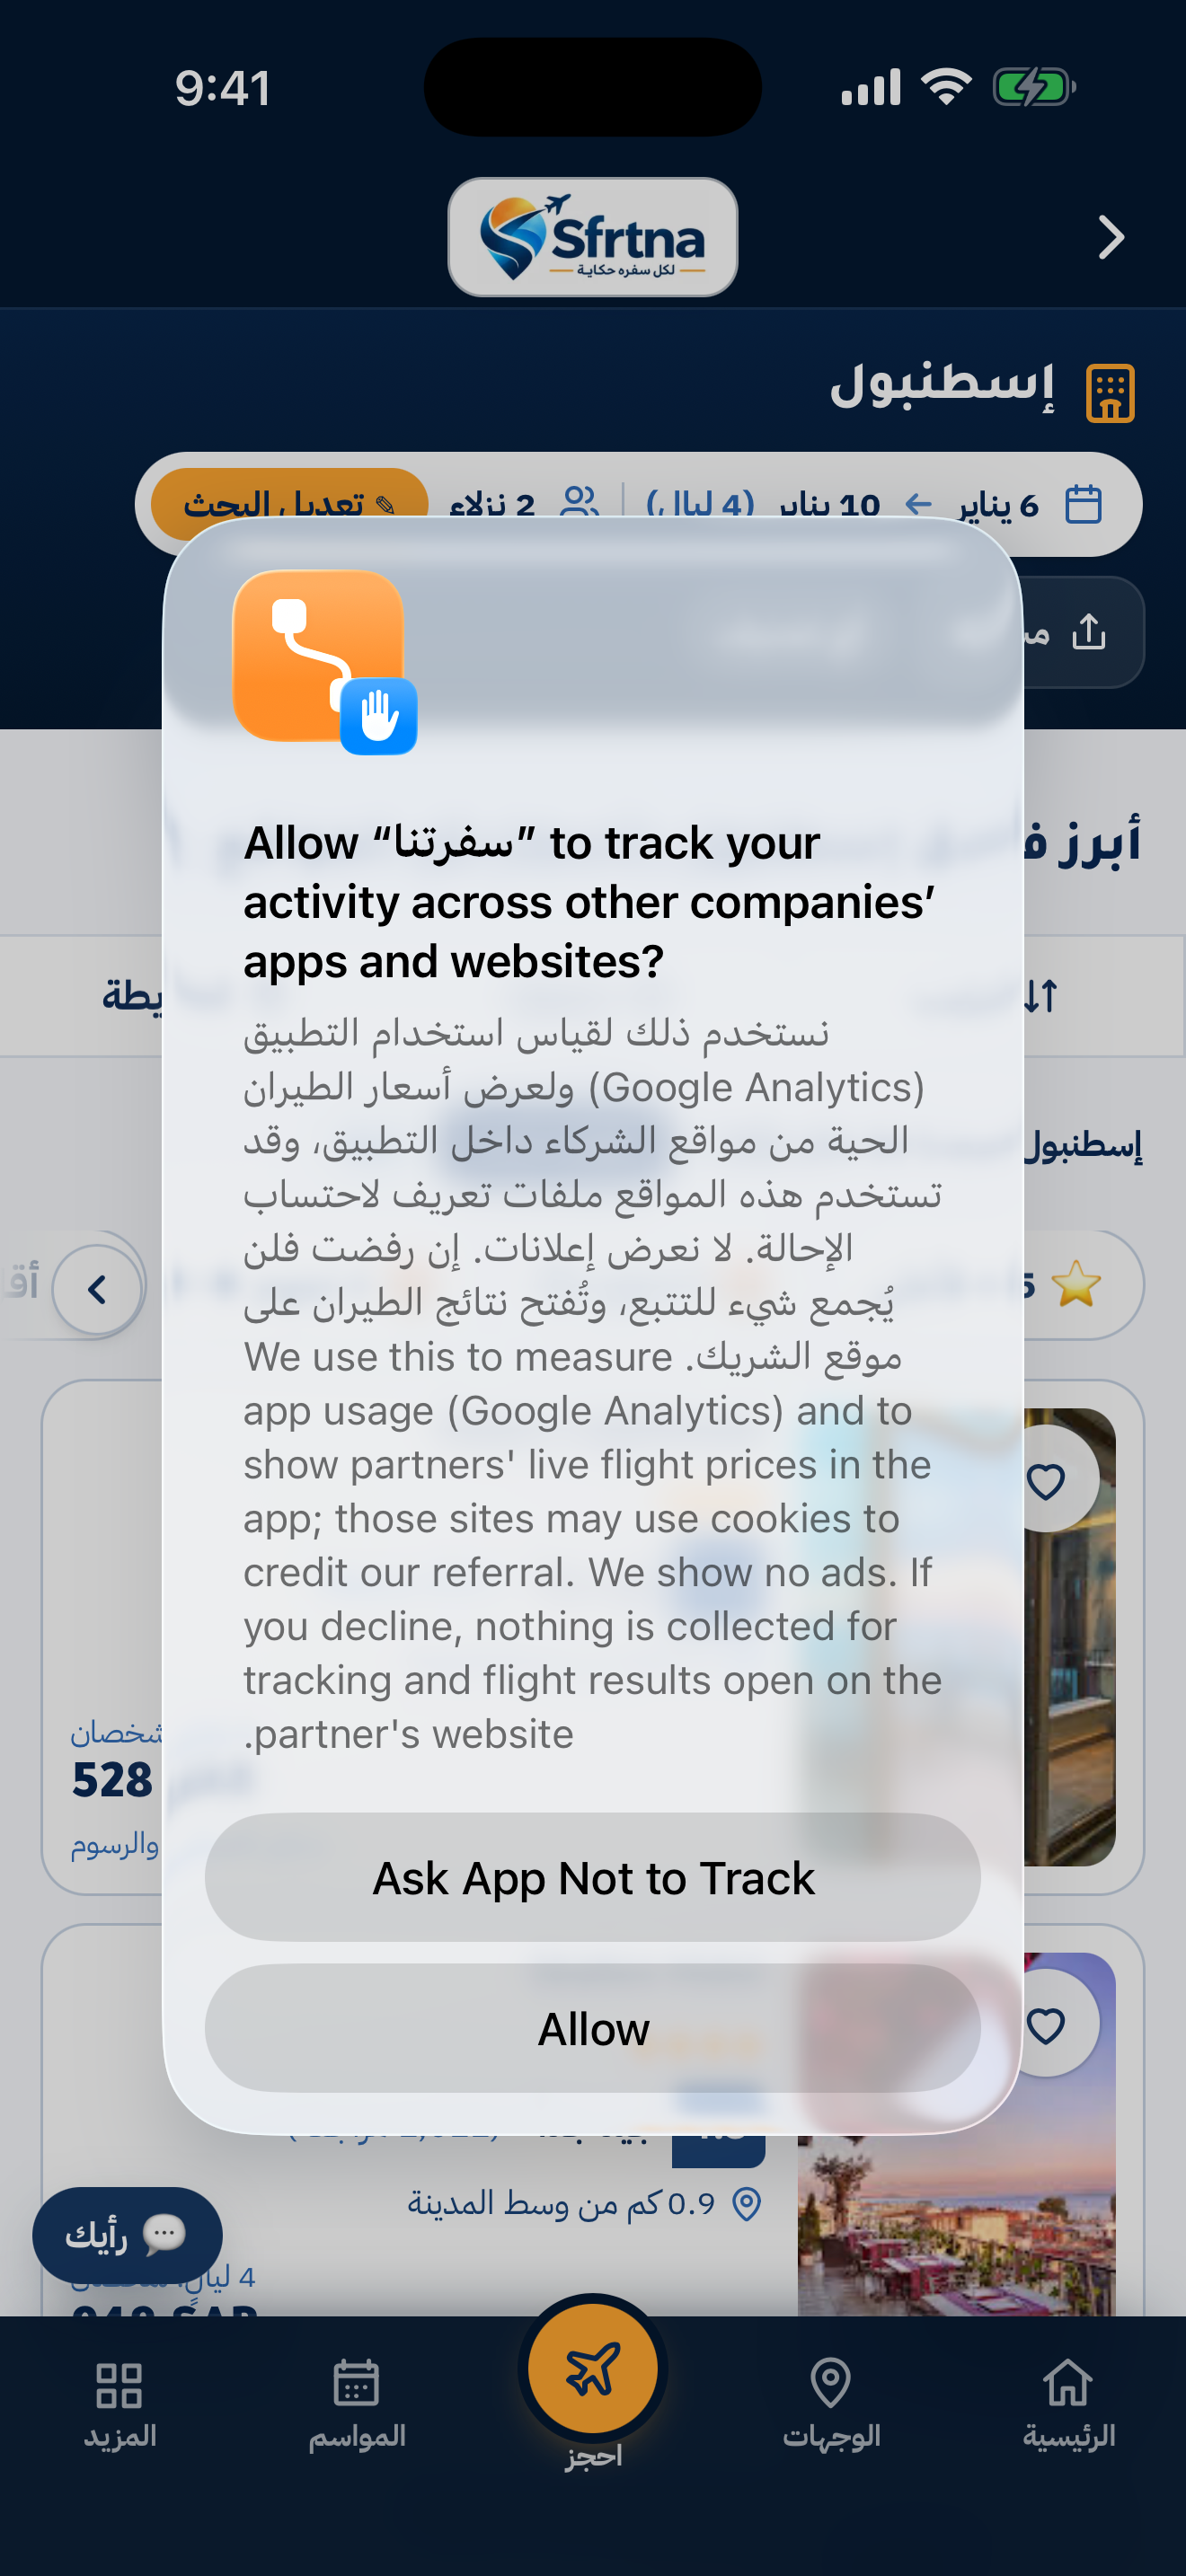 9:41
Sfrtna
لكل سفره حكاية
إسطنبول
6 يناير ← 10 يناير (4 ليال) 2 نزلاء
✎ تعديل البحث
Allow “سفرتنا” to track your
activity across other companies’
apps and websites?
نستخدم ذلك لقياس استخدام التطبيق
(Google Analytics) ولعرض أسعار الطيران
الحية من مواقع الشركاء داخل التطبيق، وقد
تستخدم هذه المواقع ملفات تعريف لاحتساب
الإحالة. لا نعرض إعلانات. إن رفضت فلن
يُجمع شيء للتتبع، وتُفتح نتائج الطيران على
موقع الشريك. We use this to measure
app usage (Google Analytics) and to
show partners' live flight prices in the
app; those sites may use cookies to
credit our referral. We show no ads. If
you decline, nothing is collected for
tracking and flight results open on the
partner's website.
Ask App Not to Track
Allow
أبرز
إسطنبول
5
شخصان
528
والرسوم
0.9 كم من وسط المدينة
رأيك
4 ليالٍ،
الرئيسية
الوجهات
احجز
المواسم
المزيد